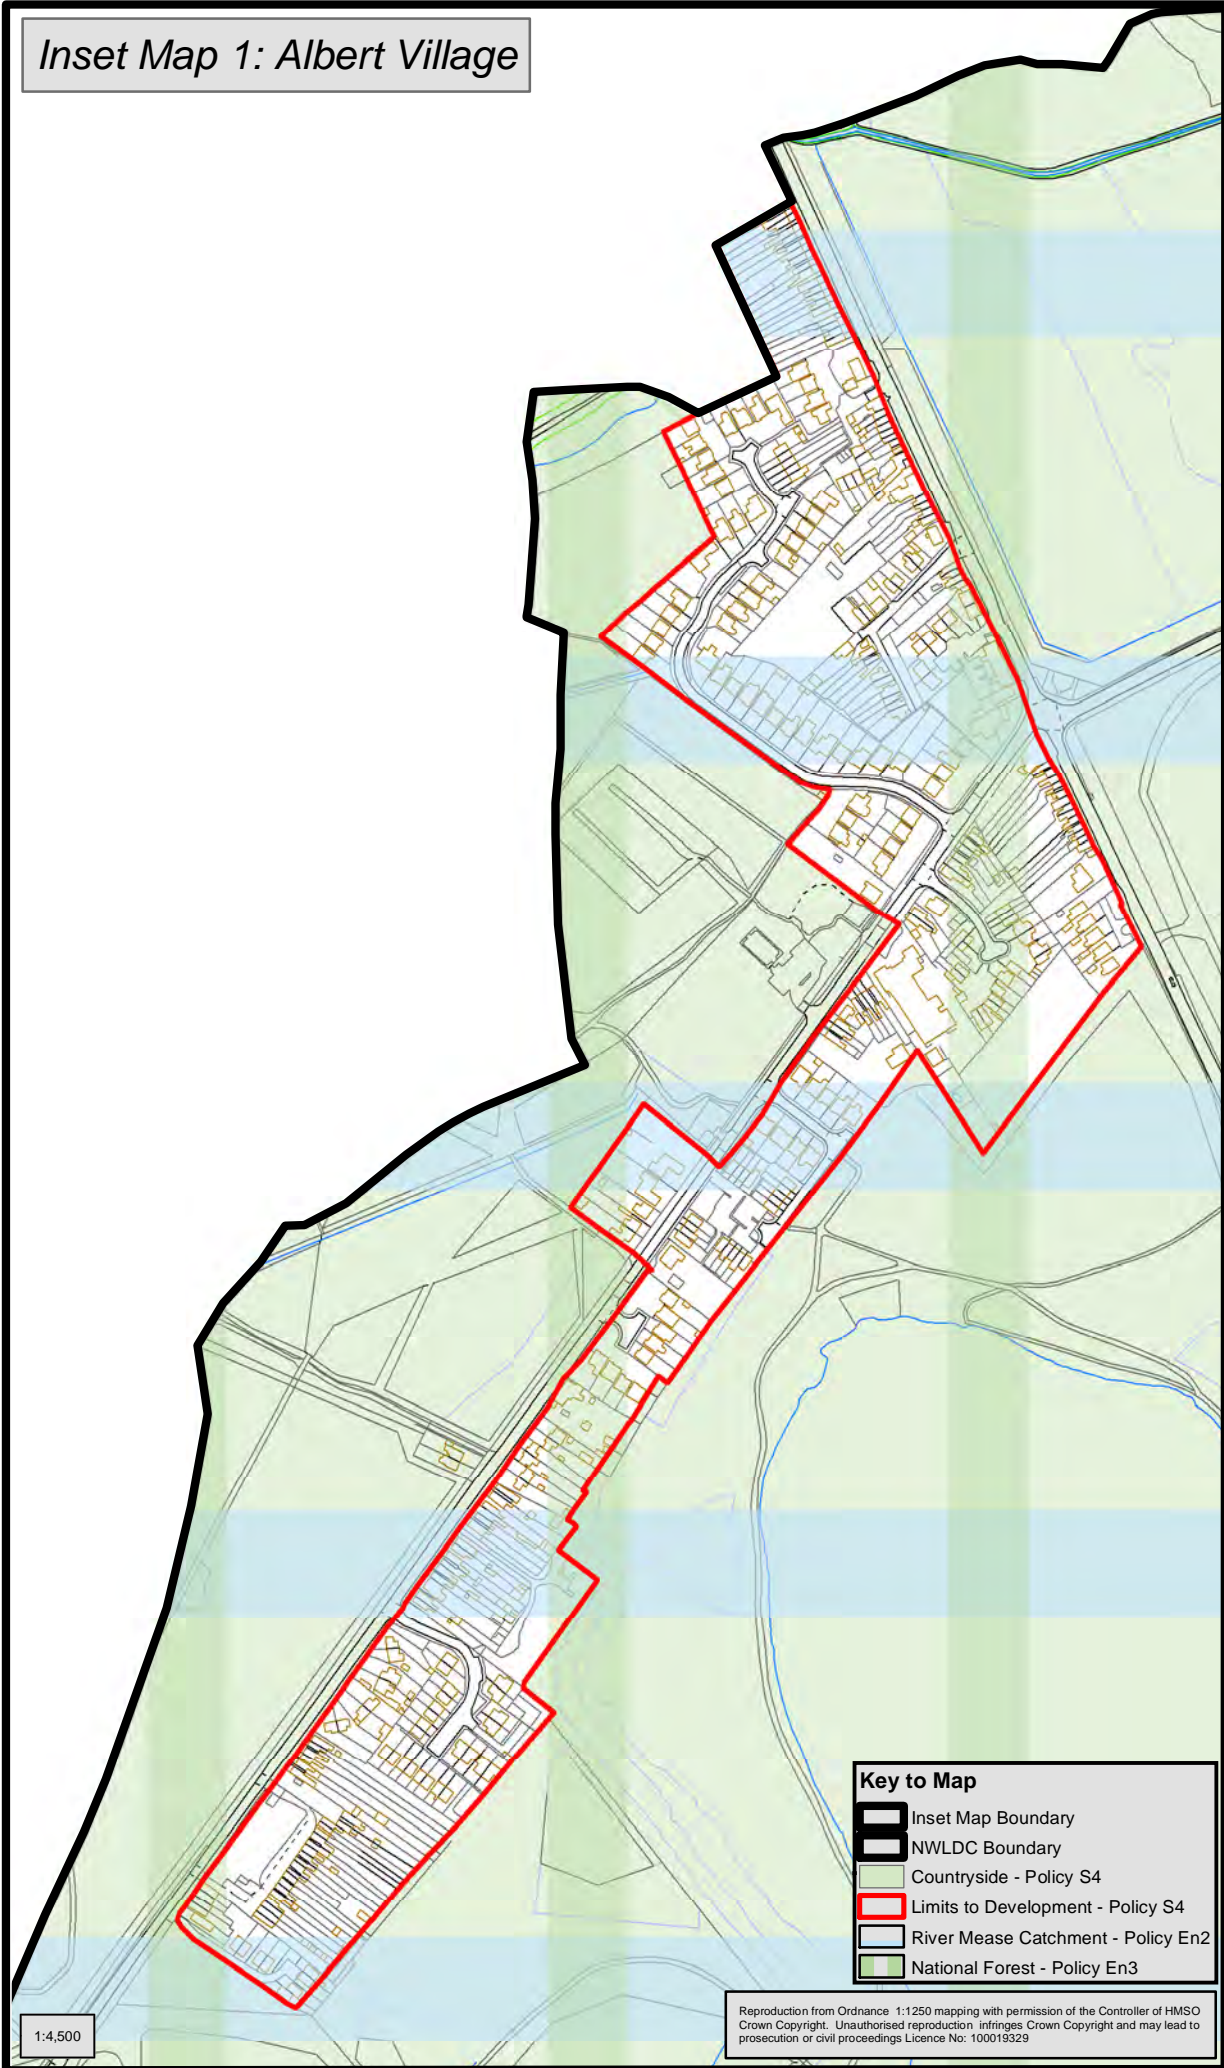 Inset Map 1: Albert Village
Key to Map
Inset Map Boundary
NWLDC Boundary
Countryside - Policy S4
Limits to Development - Policy S4
River Mease Catchment - Policy En2
National Forest - Policy En3
1:4,500
Reproduction from Ordnance 1:1250 mapping with permission of the Controller of HMSO
Crown Copyright. Unauthorised reproduction infringes Crown Copyright and may lead to
prosecution or civil proceedings Licence No: 100019329